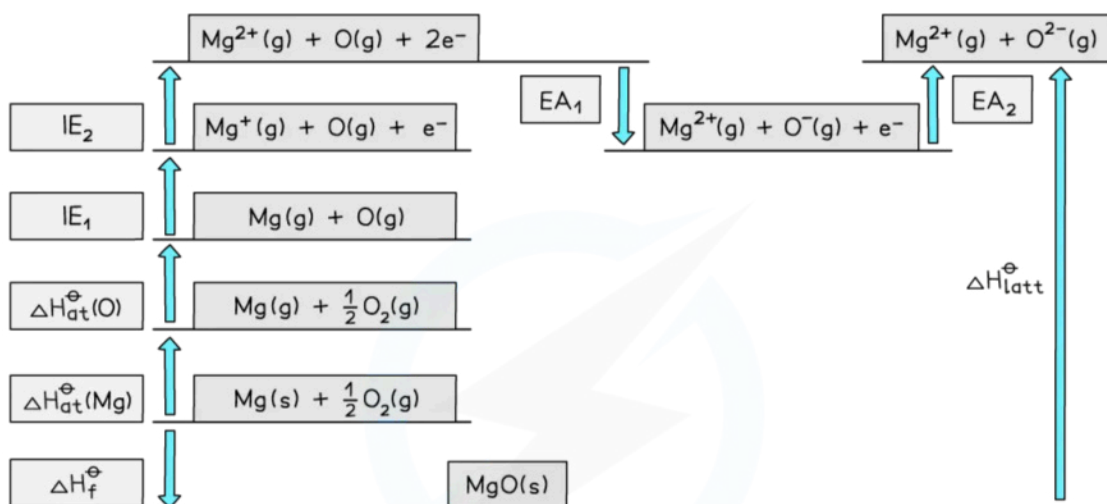 Mg²⁺(g) + O(g) + 2e⁻
Mg²⁺(g) + O²⁻(g)
EA₁
EA₂
IE₂
Mg⁺(g) + O(g) + e⁻
Mg²⁺(g) + O⁻(g) + e⁻
IE₁
Mg(g) + O(g)
ΔH⦵latt
ΔH⦵at(O)
Mg(g) + ½O₂(g)
ΔH⦵at(Mg)
Mg(s) + ½O₂(g)
ΔH⦵f
MgO(s)